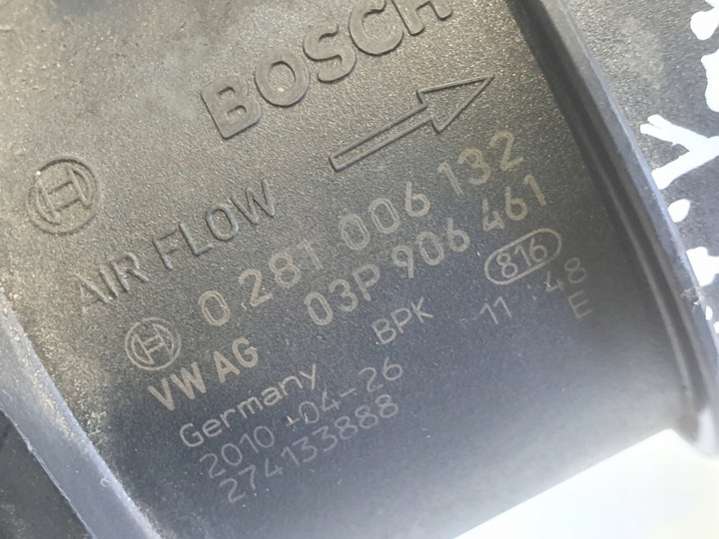 BOSCH
AIR FLOW
0 281 006 132
VW AG 03P 906 461
Germany BPK 816
2010-04-26 11 48
274133888 E